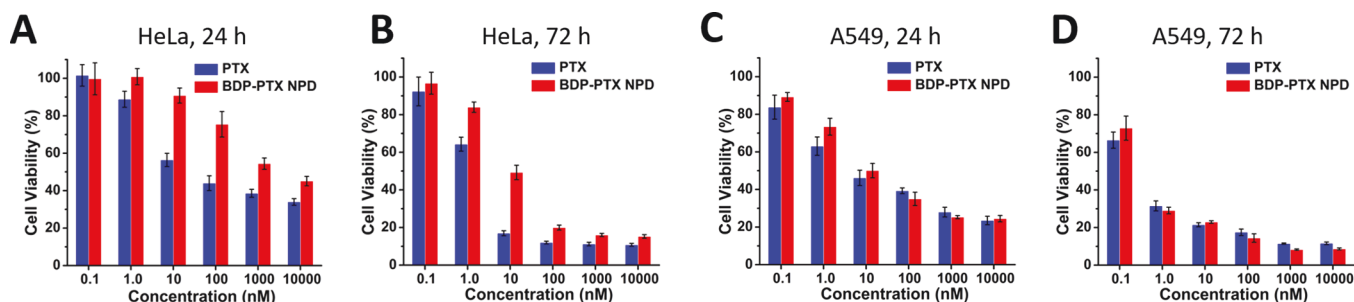 A
HeLa, 24 h
PTX
BDP-PTX NPD
Cell Viability (%)
100
80
60
40
20
0
0.1 1.0 10 100 1000 10000
Concentration (nM)
B
HeLa, 72 h
PTX
BDP-PTX NPD
Cell Viability (%)
100
80
60
40
20
0
0.1 1.0 10 100 1000 10000
Concentration (nM)
C
A549, 24 h
PTX
BDP-PTX NPD
Cell Viability (%)
100
80
60
40
20
0
0.1 1.0 10 100 1000 10000
Concentration (nM)
D
A549, 72 h
PTX
BDP-PTX NPD
Cell Viability (%)
100
80
60
40
20
0
0.1 1.0 10 100 1000 10000
Concentration (nM)